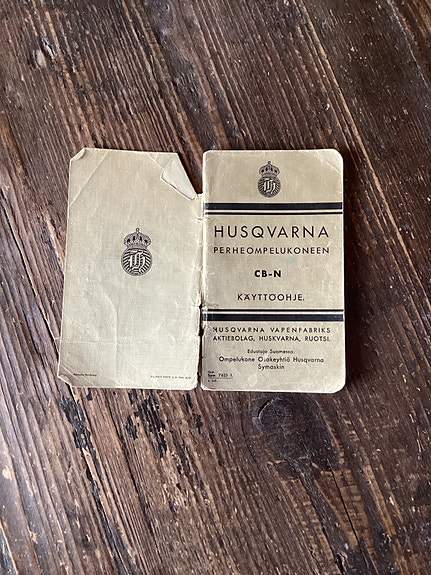 HUSQVARNA
PERHEOMPELUKONEEN
CB-N
KÄYTTÖOHJE.
HUSQVARNA VAPENFABRIKS
AKTIEBOLAG, HUSKVARNA, RUOTSI.
Edustaja Suomessa:
Ompelukone Osakeyhtiö Husqvarna
Symaskin